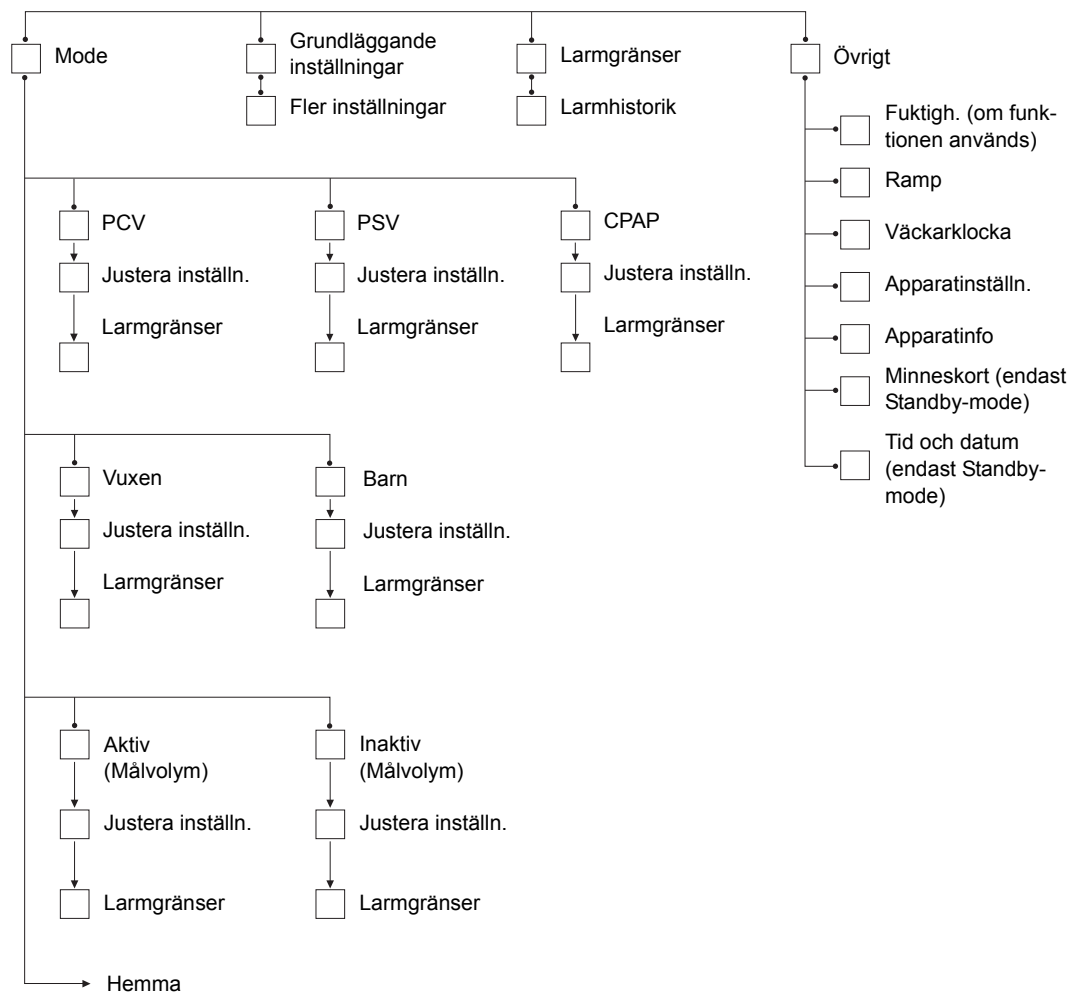 Mode
Grundläggande
inställningar
Larmgränser
Övrigt
Fler inställningar
Larmhistorik
Fuktigh. (om funk-
tionen används)
Ramp
Väckarklocka
Apparatinställn.
Apparatinfo
Minneskort (endast
Standby-mode)
Tid och datum
(endast Standby-
mode)
PCV
PSV
CPAP
Justera inställn.
Justera inställn.
Justera inställn.
Larmgränser
Larmgränser
Larmgränser
Vuxen
Barn
Justera inställn.
Justera inställn.
Larmgränser
Larmgränser
Aktiv
(Målvolym)
Inaktiv
(Målvolym)
Justera inställn.
Justera inställn.
Larmgränser
Larmgränser
Hemma